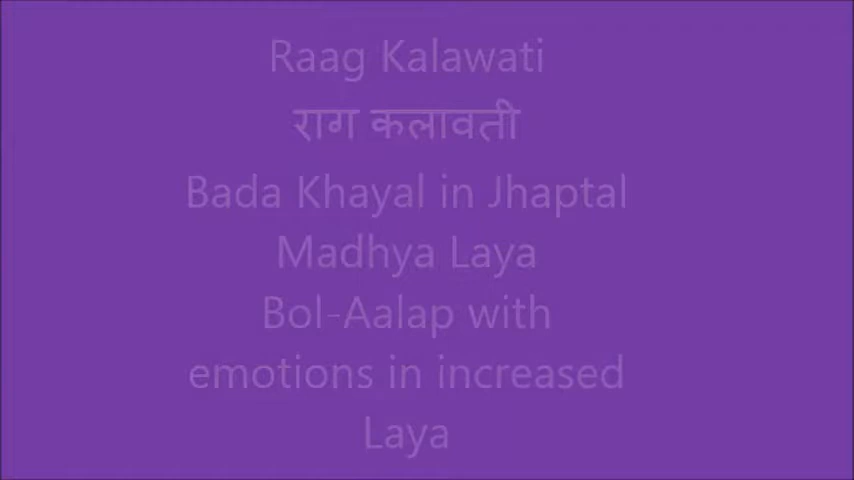 Raag Kalawati
राग कलावती
Bada Khayal in Jhaptal
Madhya Laya
Bol-Aalap with
emotions in increased
Laya